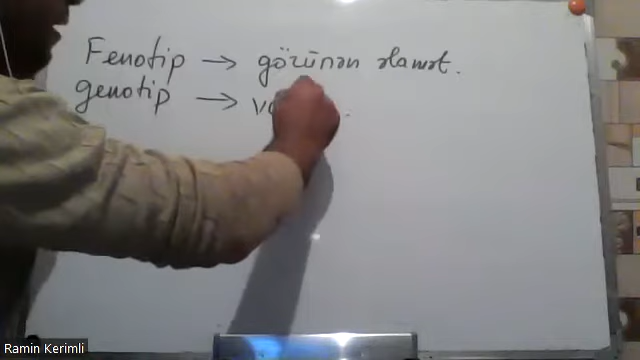 Fenotip → görünən əlamət.
genotip →
Ramin Kerimli